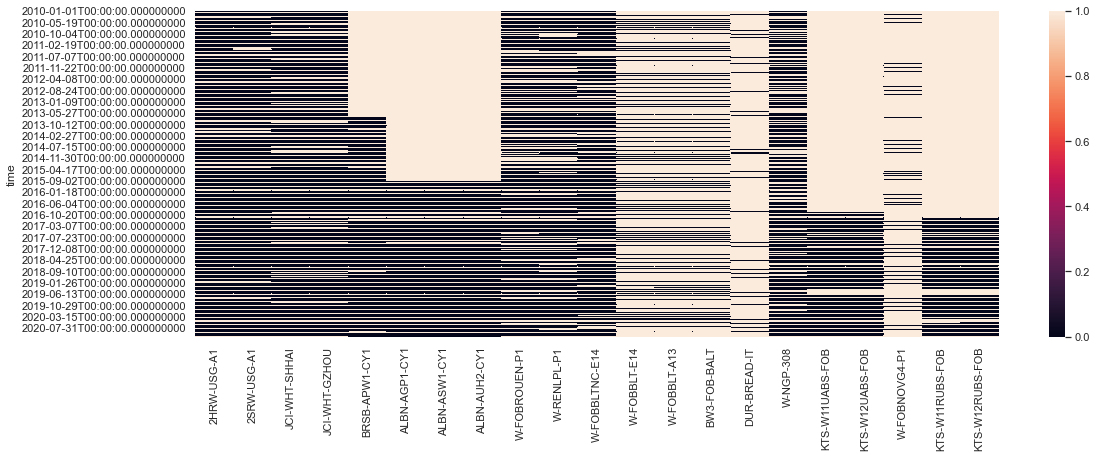 time
2010-01-01T00:00:00.000000000
2010-05-19T00:00:00.000000000
2010-10-04T00:00:00.000000000
2011-02-19T00:00:00.000000000
2011-07-07T00:00:00.000000000
2011-11-22T00:00:00.000000000
2012-04-08T00:00:00.000000000
2012-08-24T00:00:00.000000000
2013-01-09T00:00:00.000000000
2013-05-27T00:00:00.000000000
2013-10-12T00:00:00.000000000
2014-02-27T00:00:00.000000000
2014-07-15T00:00:00.000000000
2014-11-30T00:00:00.000000000
2015-04-17T00:00:00.000000000
2015-09-02T00:00:00.000000000
2016-01-18T00:00:00.000000000
2016-06-04T00:00:00.000000000
2016-10-20T00:00:00.000000000
2017-03-07T00:00:00.000000000
2017-07-23T00:00:00.000000000
2017-12-08T00:00:00.000000000
2018-04-25T00:00:00.000000000
2018-09-10T00:00:00.000000000
2019-01-26T00:00:00.000000000
2019-06-13T00:00:00.000000000
2019-10-29T00:00:00.000000000
2020-03-15T00:00:00.000000000
2020-07-31T00:00:00.000000000
2HRW-USG-A1
2SRW-USG-A1
JCI-WHT-SHHAI
JCI-WHT-GZHOU
BRSB-APW1-CY1
ALBN-AGP1-CY1
ALBN-ASW1-CY1
ALBN-AUH2-CY1
W-FOBROUEN-P1
W-RENLPL-P1
W-FOBBLTNC-E14
W-FOBBLT-E14
W-FOBBLT-A13
BW3-FOB-BALT
DUR-BREAD-IT
W-NGP-308
KTS-W11UABS-FOB
KTS-W12UABS-FOB
W-FOBNOVG4-P1
KTS-W11RUBS-FOB
KTS-W12RUBS-FOB
1.0
0.8
0.6
0.4
0.2
0.0